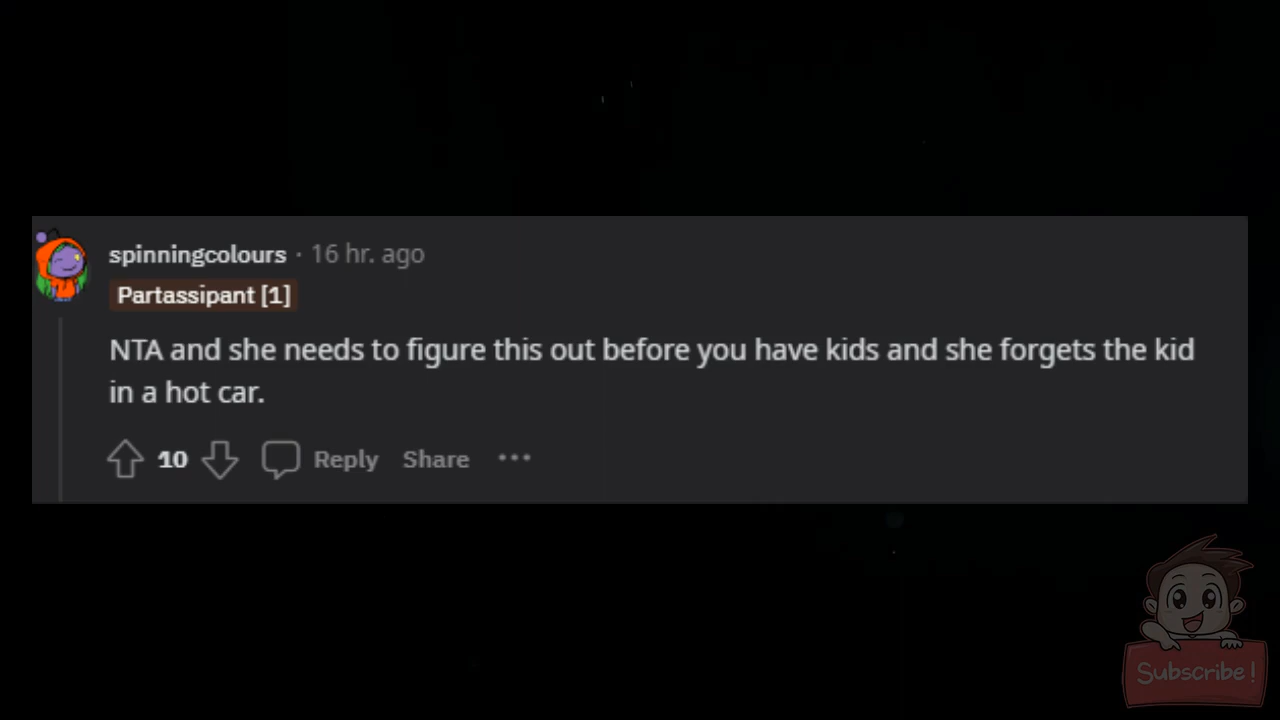 spinningcolours · 16 hr. ago
Partassipant [1]
NTA and she needs to figure this out before you have kids and she forgets the kid
in a hot car.
10 Reply Share ···
Subscribe!